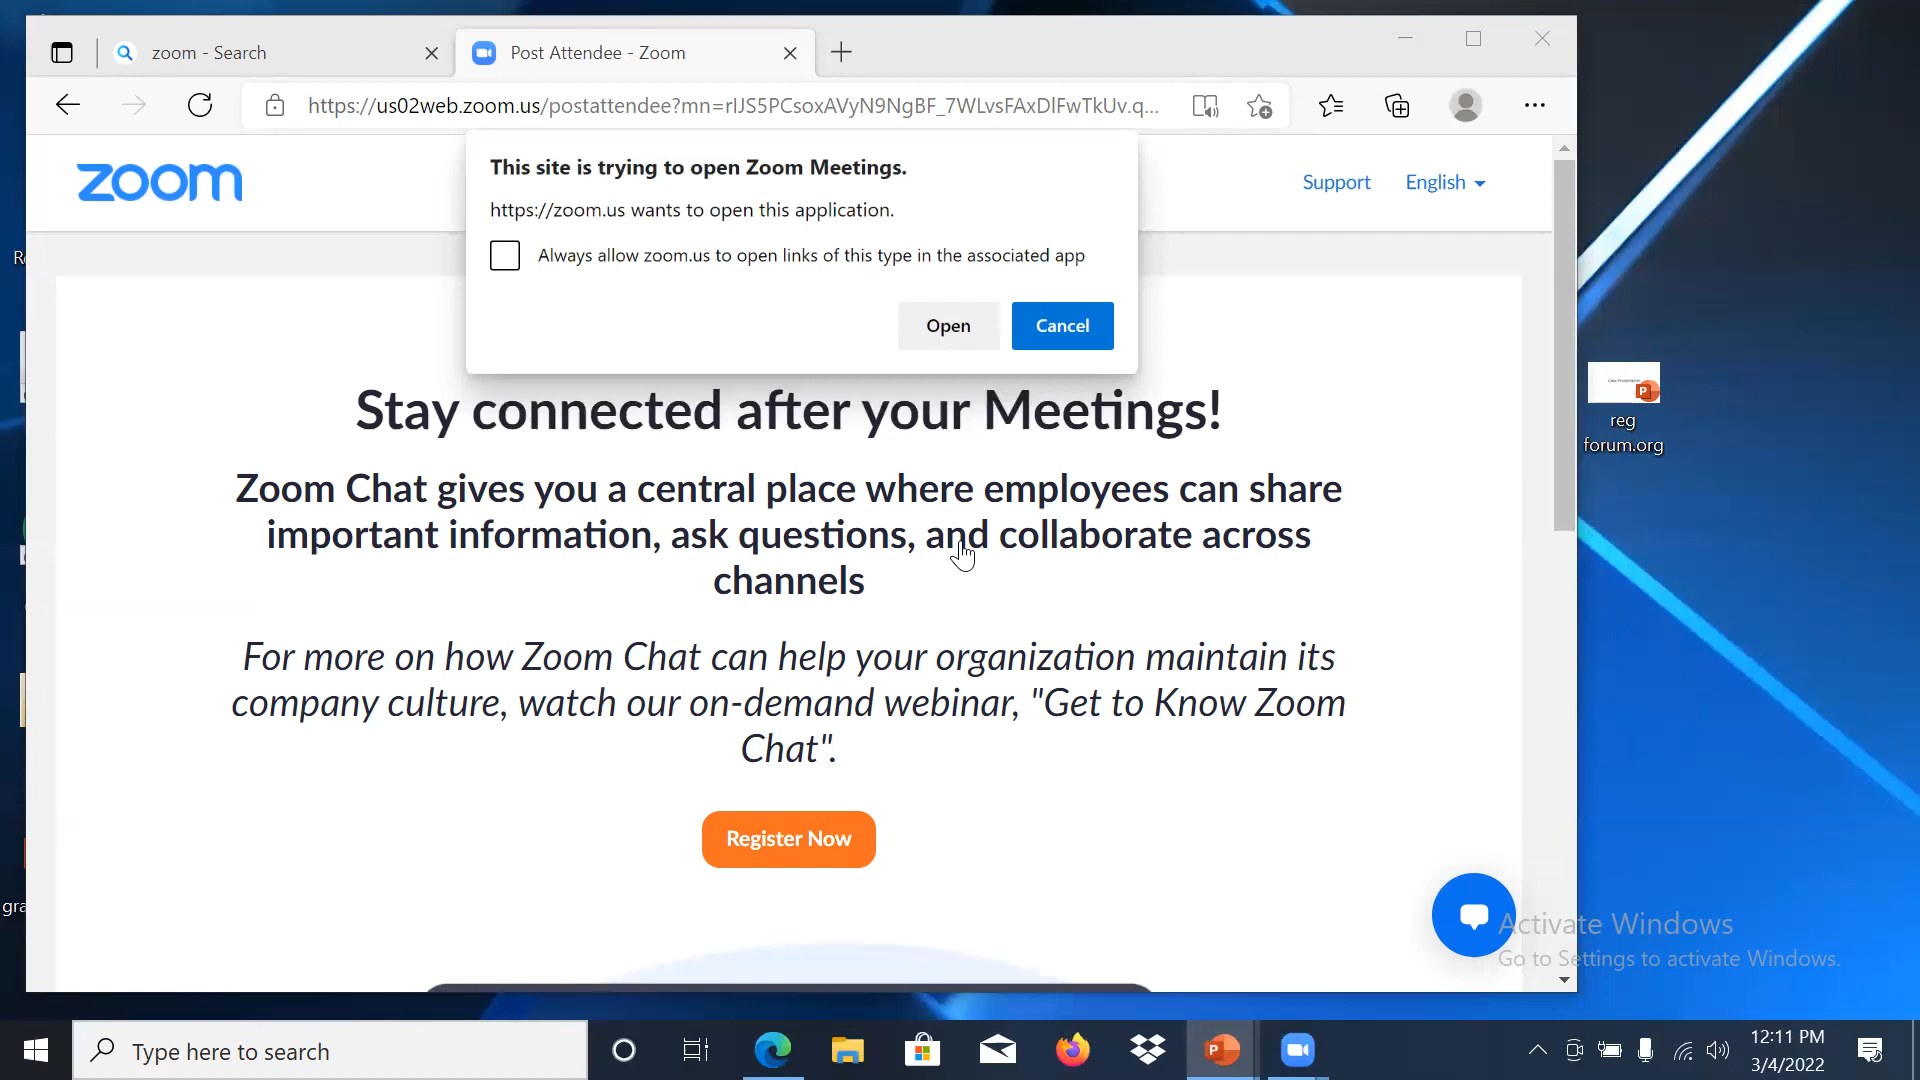 zoom - Search
Post Attendee - Zoom
https://us02web.zoom.us/postattendee?mn=rlJS5PCsoxAVyN9NgBF_7WLvsFAxDlFwTkUv.q...
This site is trying to open Zoom Meetings.
https://zoom.us wants to open this application.
Always allow zoom.us to open links of this type in the associated app
Open
Cancel
zoom
Support
English
Stay connected after your Meetings!
Zoom Chat gives you a central place where employees can share
important information, ask questions, and collaborate across
channels
For more on how Zoom Chat can help your organization maintain its
company culture, watch our on-demand webinar, "Get to Know Zoom
Chat".
Register Now
reg
forum.org
Activate Windows
Go to Settings to activate Windows.
Type here to search
12:11 PM
3/4/2022